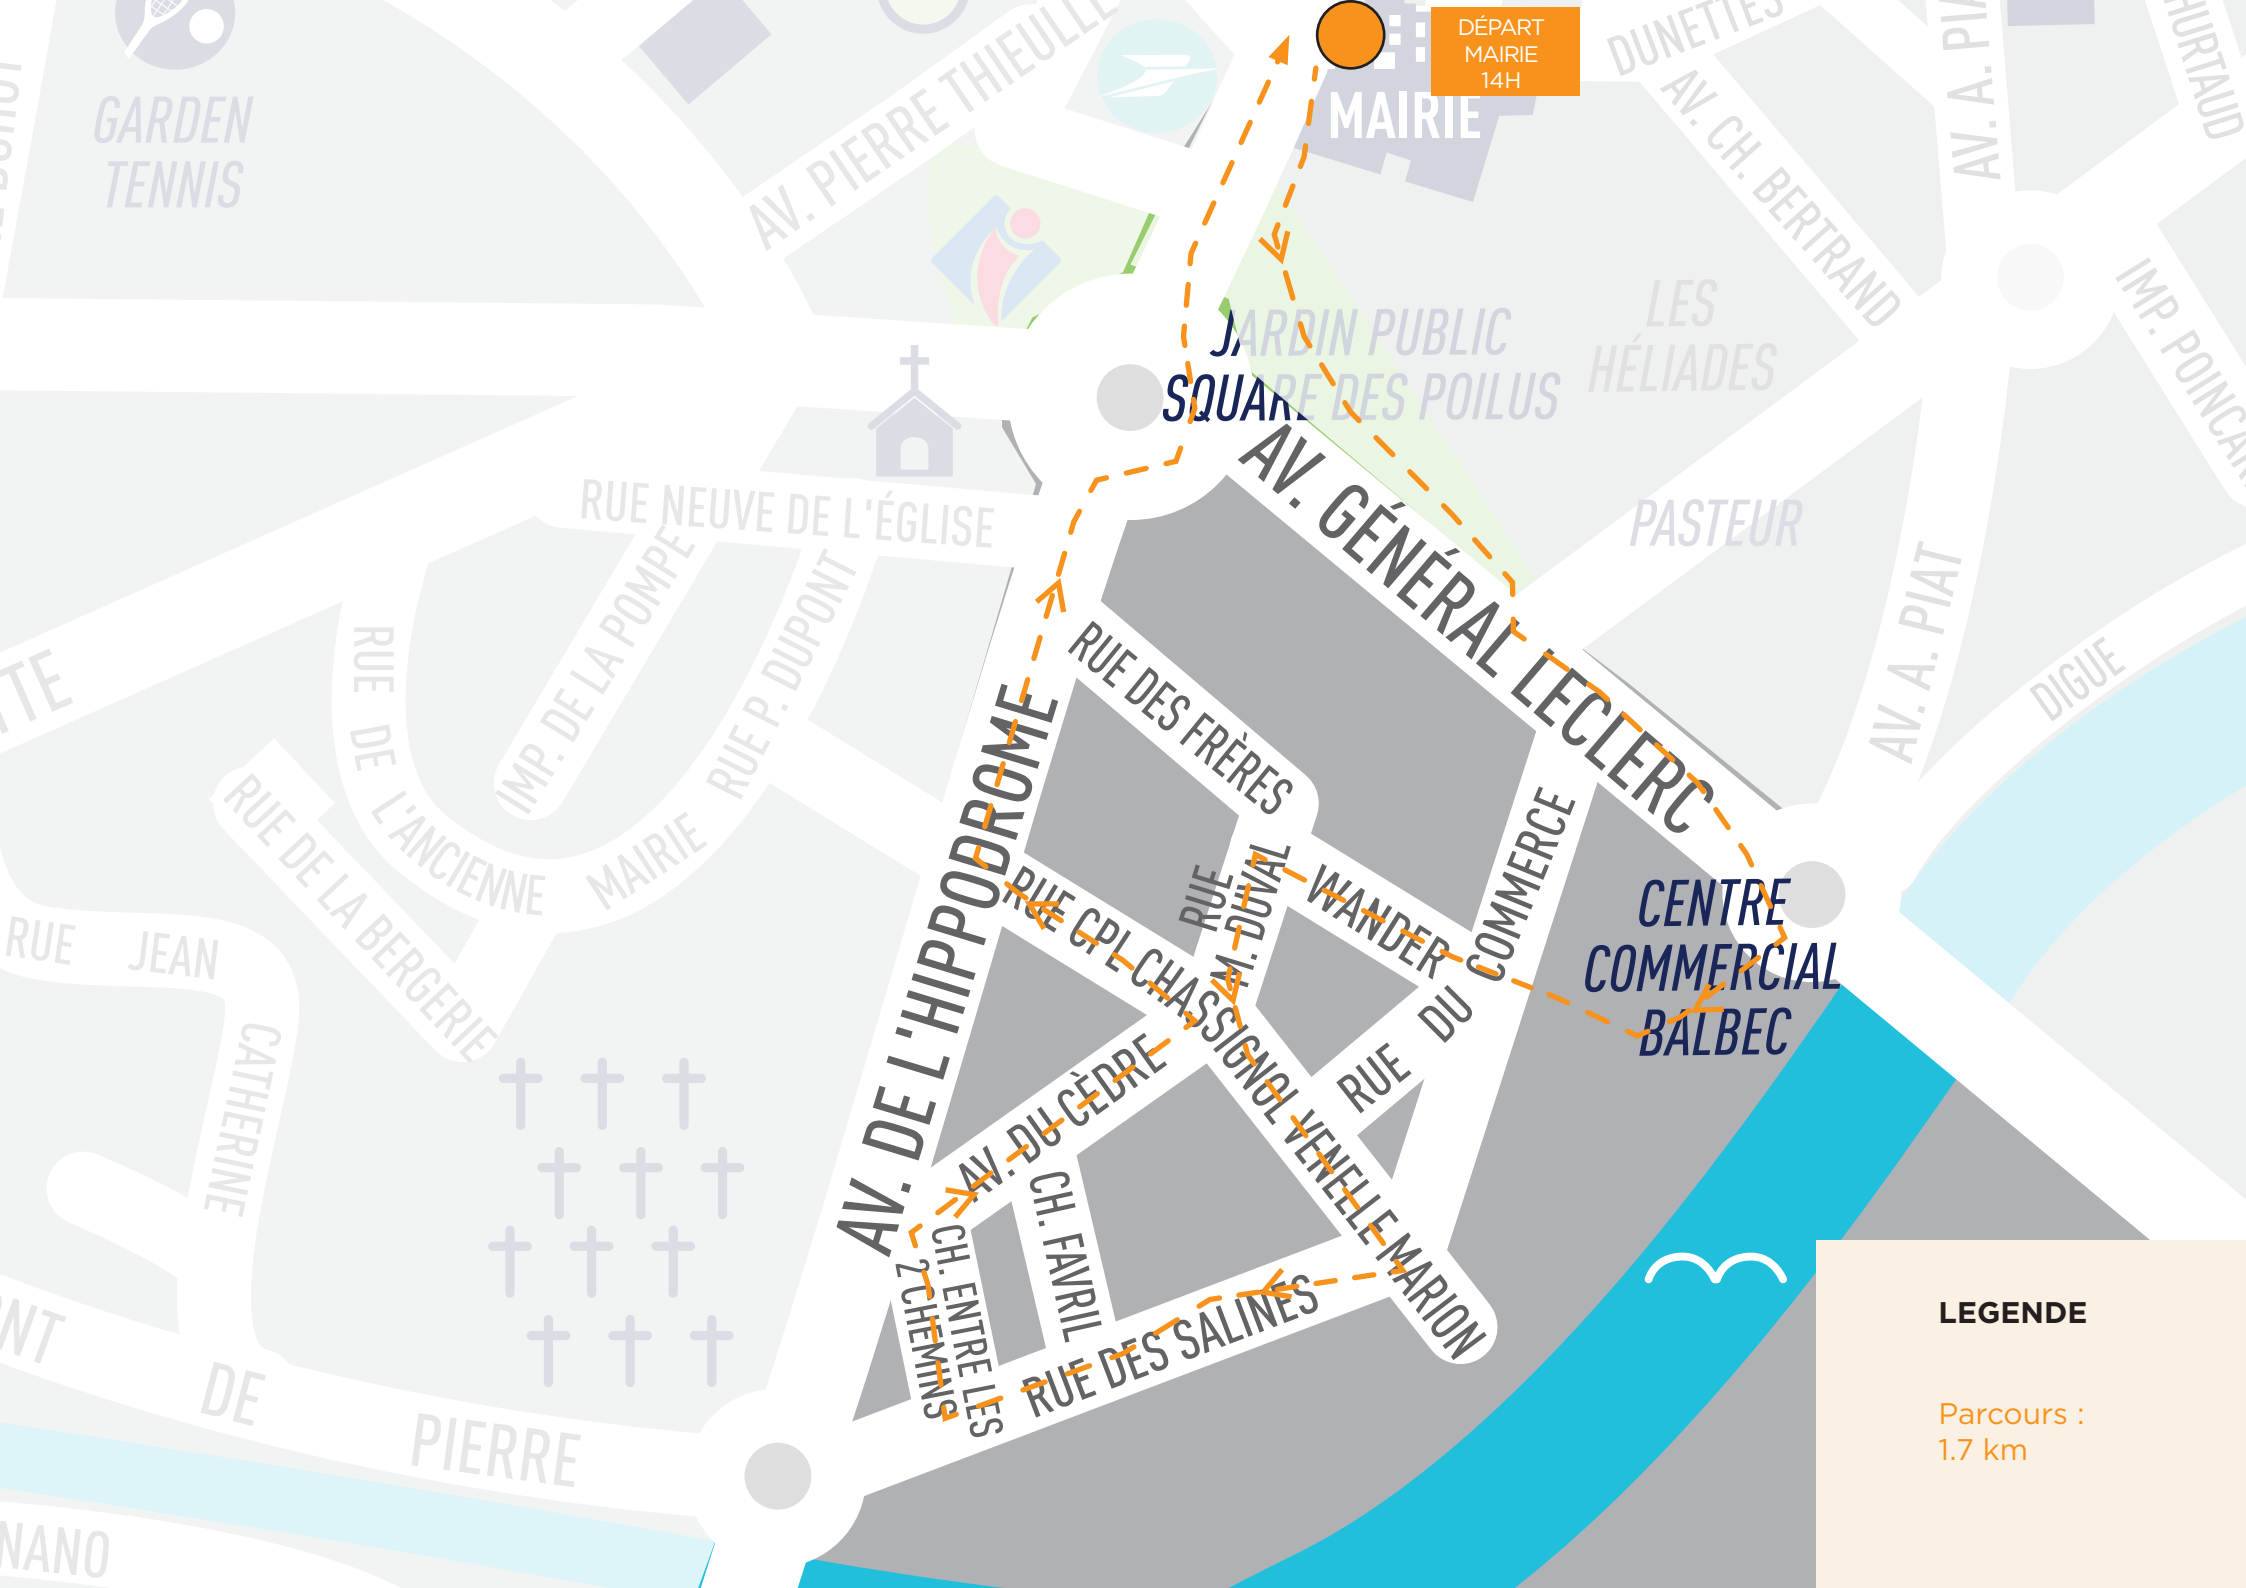 DÉPART
MAIRIE
14H
MAIRIE
GARDEN
TENNIS
AV. PIERRE THIEULLE
DUNETTES
AV. CH. BERTRAND
AV. A. PIA
HURTAUD
IMP. POINCAR
LES
HÉLIADES
JARDIN PUBLIC
SQUARE DES POILUS
PASTEUR
AV. GÉNÉRAL LECLERC
AV. A. PIAT
DIGUE
RUE NEUVE DE L'ÉGLISE
IMP. DE LA POMPE
RUE P. DUPONT
RUE DE L'ANCIENNE MAIRIE
RUE DE LA BERGERIE
RUE JEAN
CATHERINE
RUE DES FRÈRES
WANDER
RUE
M. DUVAL
RUE DU COMMERCE
RUE CPL CHASSIGNOL
VENELLE MARION
CENTRE
COMMERCIAL
BALBEC
AV. DE L'HIPPODROME
AV. DU CÈDRE
CH. FAVRIL
CH. ENTRE LES
2 CHEMINS
RUE DES SALINES
ONT DE PIERRE
NANO
TTE
LEGENDE
Parcours :
1.7 km